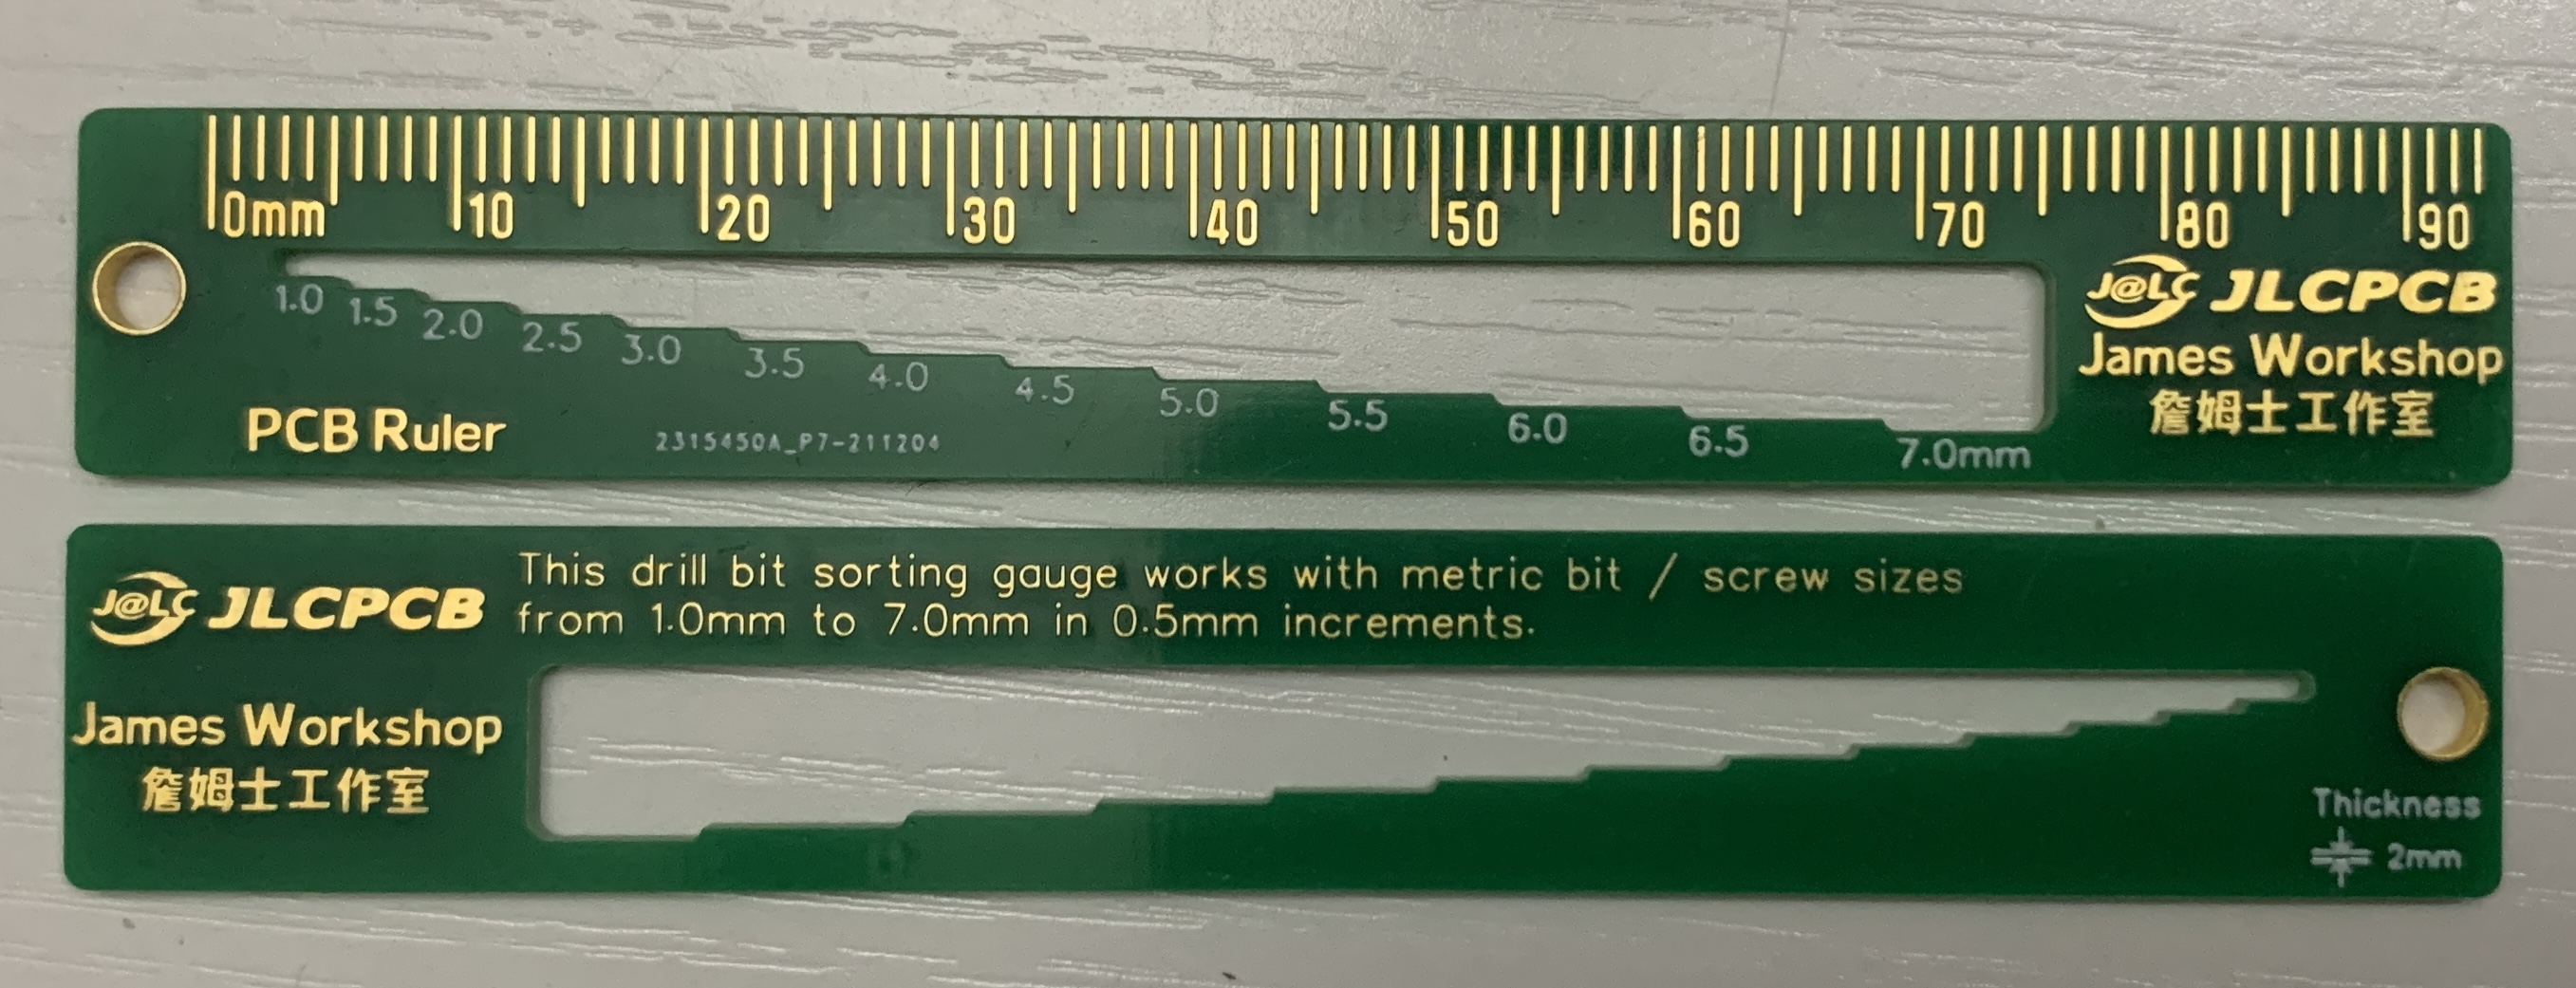 0mm 10 20 30 40 50 60 70 80 90
1.0 1.5 2.0 2.5 3.0 3.5 4.0 4.5 5.0 5.5 6.0 6.5 7.0mm
J@LC JLCPCB
James Workshop
詹姆士工作室
PCB Ruler
2315450A_P7-211204
J@LC JLCPCB
This drill bit sorting gauge works with metric bit / screw sizes
from 1.0mm to 7.0mm in 0.5mm increments.
James Workshop
詹姆士工作室
Thickness
2mm